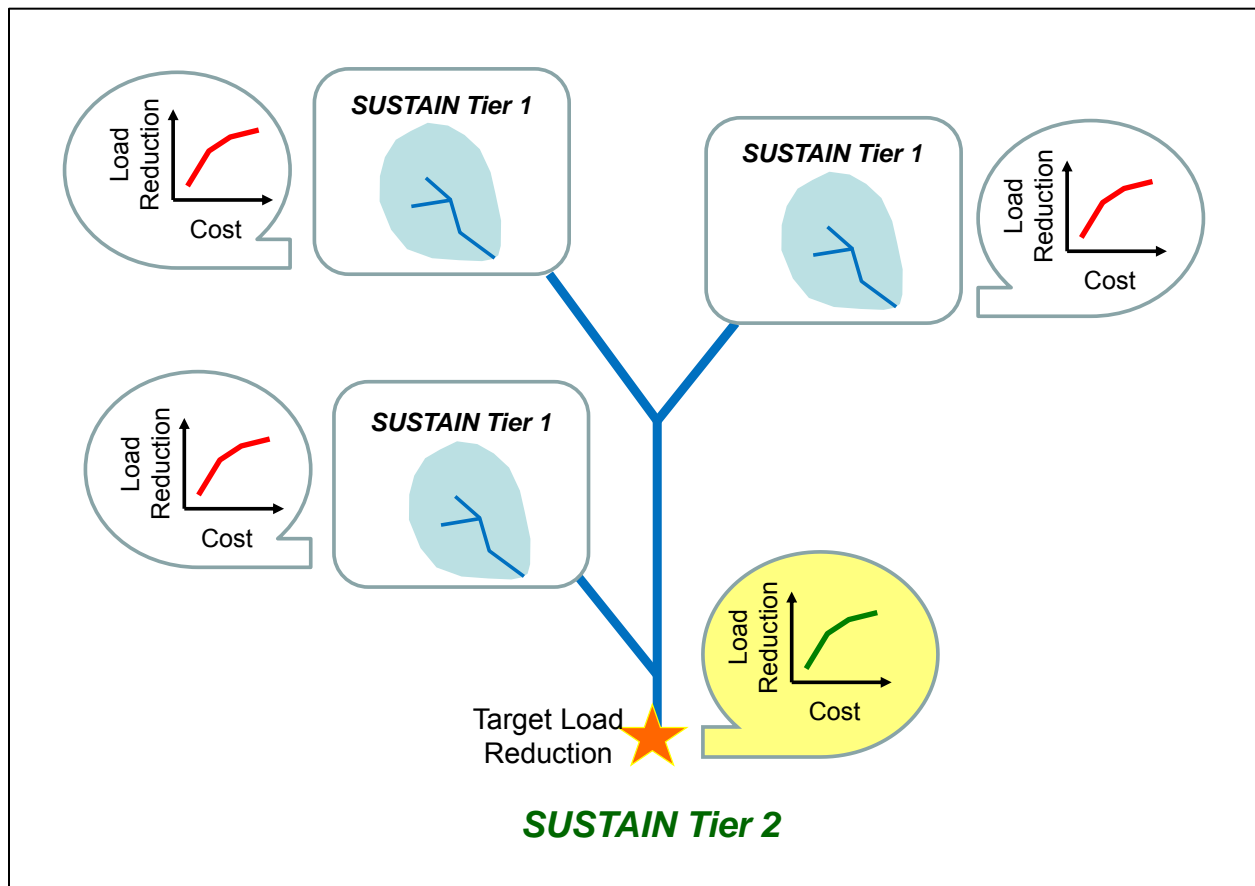 SUSTAIN Tier 1
Load
Reduction
Cost
SUSTAIN Tier 1
Load
Reduction
Cost
SUSTAIN Tier 1
Load
Reduction
Cost
Load
Reduction
Cost
Target Load
Reduction
SUSTAIN Tier 2